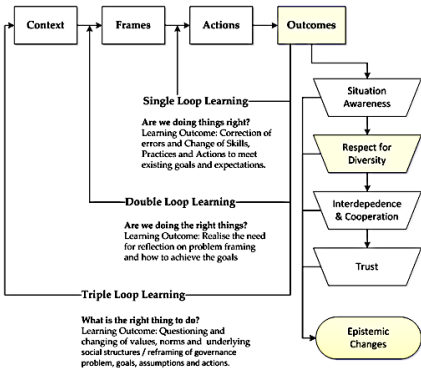 Context
Frames
Actions
Outcomes
Single Loop Learning
Are we doing things right?
Learning Outcome: Correction of
errors and Change of Skills,
Practices and Actions to meet
existing goals and expectations.
Double Loop Learning
Are we doing the right things?
Learning Outcome: Realise the need
for reflection on problem framing
and how to achieve the goals
Triple Loop Learning
What is the right thing to do?
Learning Outcome: Questioning and
changing of values, norms and underlying
social structures / reframing of governance
problem, goals, assumptions and actions.
Situation
Awareness
Respect for
Diversity
Interdepedence
& Cooperation
Trust
Epistemic
Changes